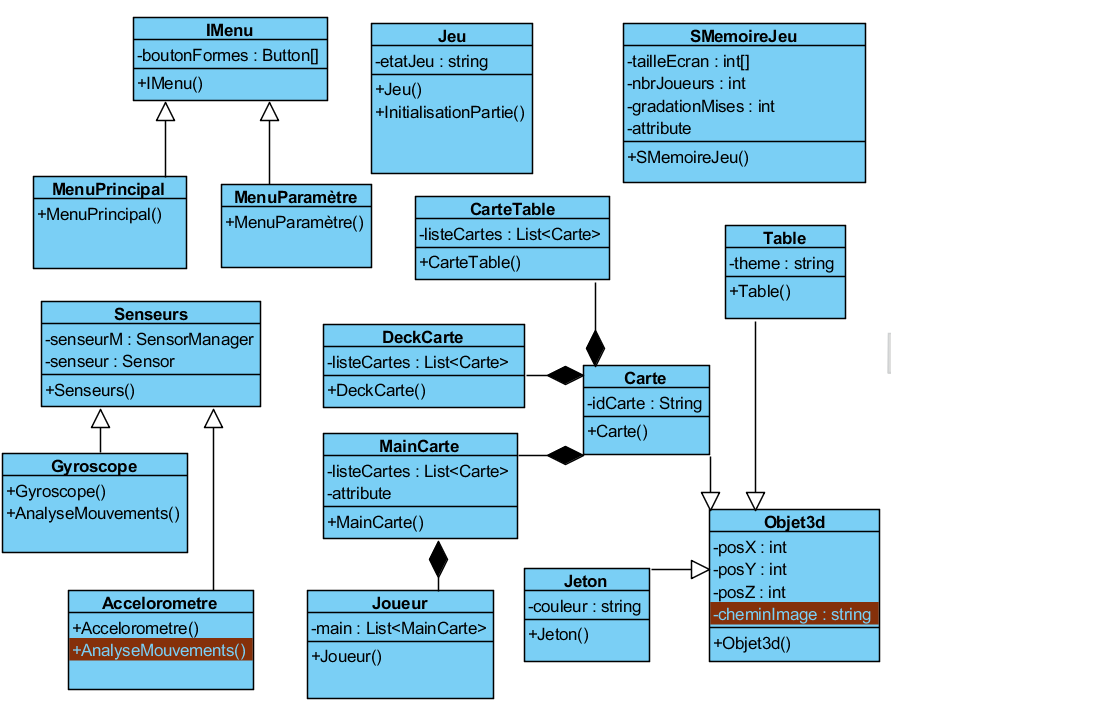 IMenu
-boutonFormes : Button[]
+IMenu()
Jeu
-etatJeu : string
+Jeu()
+InitialisationPartie()
SMemoireJeu
-tailleEcran : int[]
-nbrJoueurs : int
-gradationMises : int
-attribute
+SMemoireJeu()
MenuPrincipal
+MenuPrincipal()
MenuParamètre
+MenuParamètre()
CarteTable
-listeCartes : List<Carte>
+CarteTable()
Table
-theme : string
+Table()
Senseurs
-senseurM : SensorManager
-senseur : Sensor
+Senseurs()
DeckCarte
-listeCartes : List<Carte>
+DeckCarte()
Carte
-idCarte : String
+Carte()
MainCarte
-listeCartes : List<Carte>
-attribute
+MainCarte()
Gyroscope
+Gyroscope()
+AnalyseMouvements()
Objet3d
-posX : int
-posY : int
-posZ : int
-cheminImage : string
+Objet3d()
Jeton
-couleur : string
+Jeton()
Accelorometre
+Accelorometre()
+AnalyseMouvements()
Joueur
-main : List<MainCarte>
+Joueur()